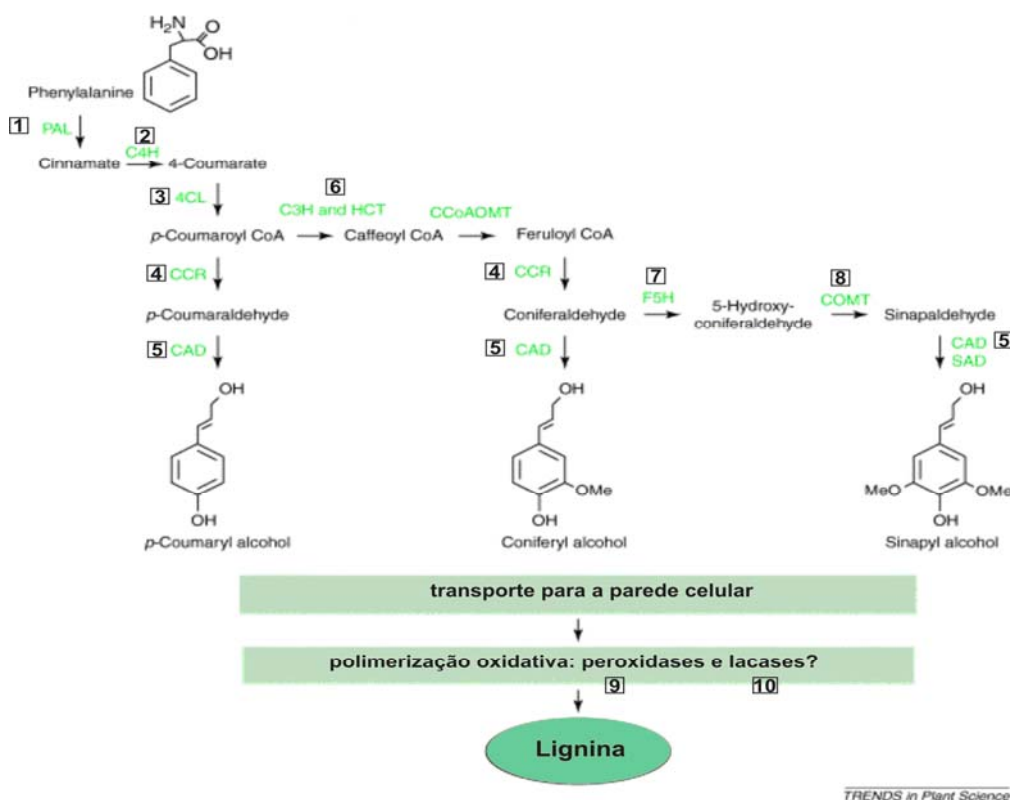 H₂N
O
OH
Phenylalanine
1 PAL
2
C4H
Cinnamate
4-Coumarate
3 4CL
6
C3H and HCT
CCoAOMT
p-Coumaroyl CoA
Caffeoyl CoA
Feruloyl CoA
4 CCR
4 CCR
7
F5H
8
COMT
p-Coumaraldehyde
Coniferaldehyde
5-Hydroxy-
coniferaldehyde
Sinapaldehyde
5 CAD
5 CAD
CAD 5
SAD
OH
OH
OH
OMe
MeO
OMe
OH
OH
OH
p-Coumaryl alcohol
Coniferyl alcohol
Sinapyl alcohol
transporte para a parede celular
polimerização oxidativa: peroxidases e lacases?
9
10
Lignina
TRENDS in Plant Science